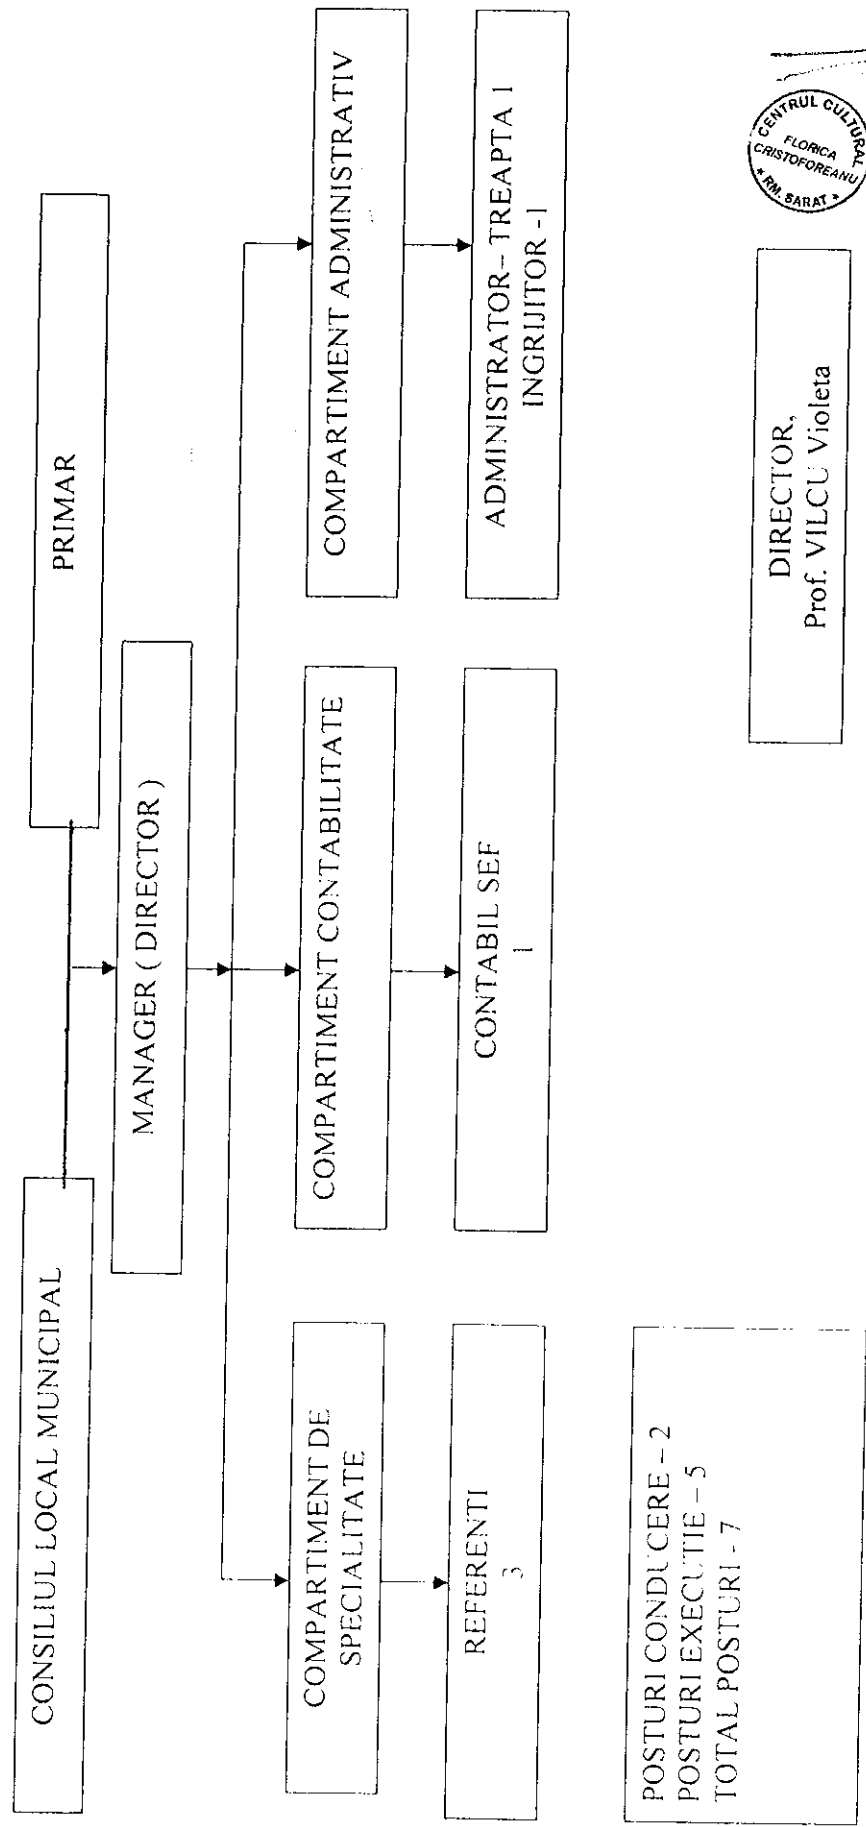 CONSILIUL LOCAL MUNICIPAL
PRIMAR
MANAGER ( DIRECTOR )
COMPARTIMENT DE
SPECIALITATE
COMPARTIMENT CONTABILITATE
COMPARTIMENT ADMINISTRATIV
REFERENTI
3
CONTABIL SEF
1
ADMINISTRATOR– TREAPTA 1
INGRIJITOR -1
POSTURI CONDUCERE – 2
POSTURI EXECUTIE – 5
TOTAL POSTURI - 7
DIRECTOR,
Prof. VILCU Violeta
CENTRUL CULTURAL
FLORICA
CRISTOFOREANU
* RM. SARAT *